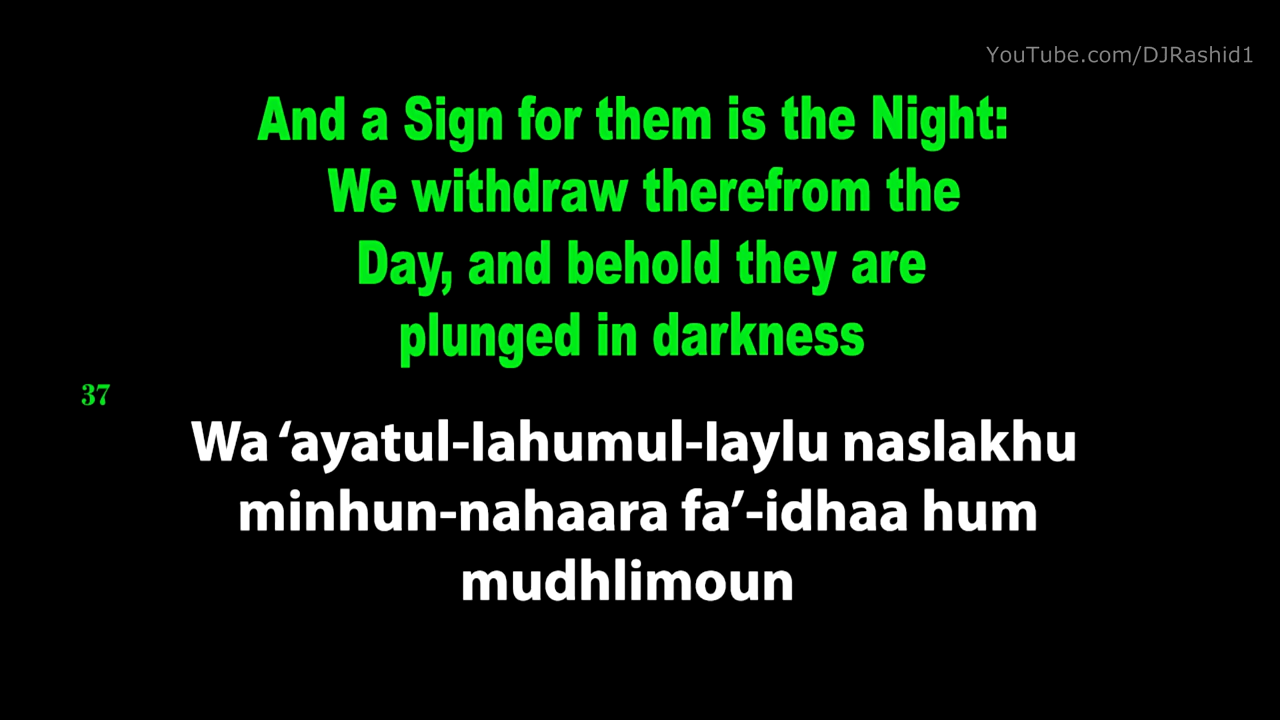 YouTube.com/DJRashid1
And a Sign for them is the Night:
We withdraw therefrom the
Day, and behold they are
plunged in darkness
37
Wa ‘ayatul-lahumul-laylu naslakhu
minhun-nahaara fa’-idhaa hum
mudhlimoun